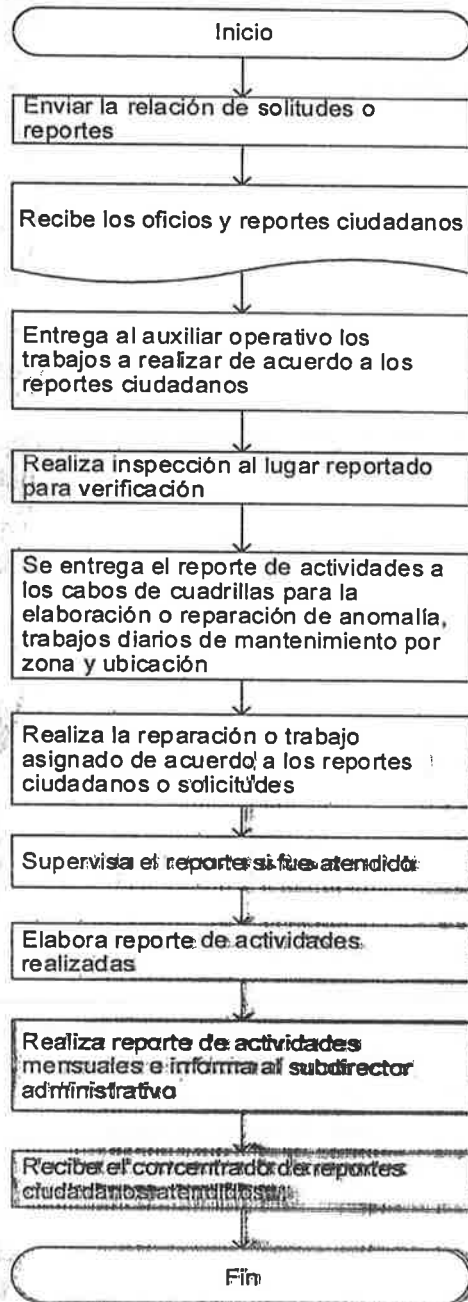 Inicio
Enviar la relación de solitudes o
reportes
Recibe los oficios y reportes ciudadanos
Entrega al auxiliar operativo los
trabajos a realizar de acuerdo a los
reportes ciudadanos
Realiza inspección al lugar reportado
para verificación
Se entrega el reporte de actividades a
los cabos de cuadrillas para la
elaboración o reparación de anomalía,
trabajos diarios de mantenimiento por
zona y ubicación
Realiza la reparación o trabajo
asignado de acuerdo a los reportes
ciudadanos o solicitudes
Supervisa el reporte si fue atendido
Elabora reporte de actividades
realizadas
Realiza reporte de actividades
mensuales e informa al subdirector
administrativo
Recibe el concentrado de reportes
ciudadanos atendidos
Fin